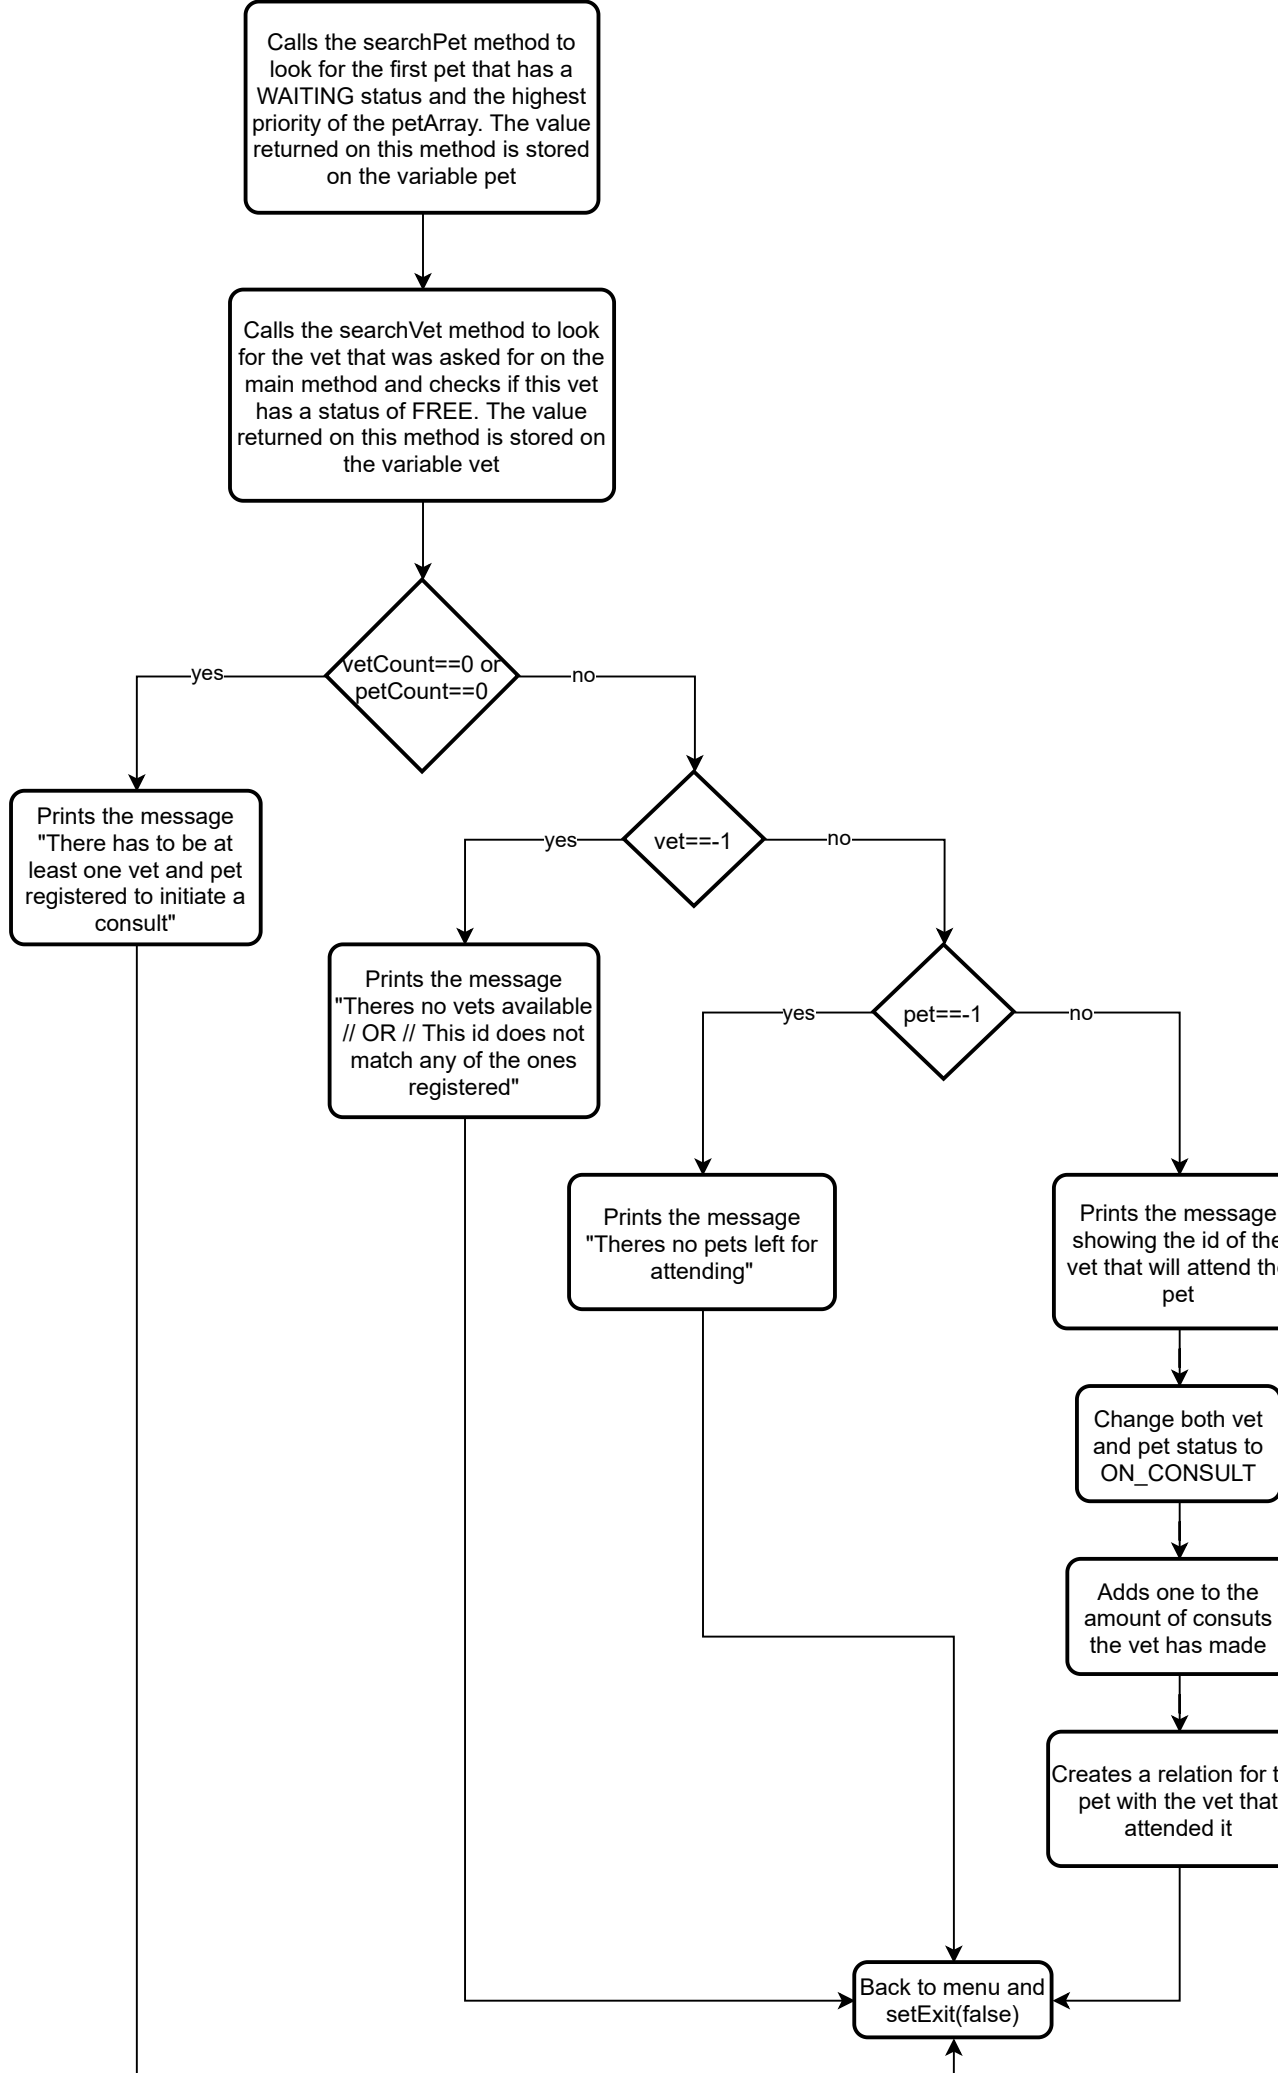 Calls the searchPet method to
look for the first pet that has a
WAITING status and the highest
priority of the petArray. The value
returned on this method is stored
on the variable pet
Calls the searchVet method to look
for the vet that was asked for on the
main method and checks if this vet
has a status of FREE. The value
returned on this method is stored on
the variable vet
vetCount==0 or
petCount==0
yes
no
Prints the message
"There has to be at
least one vet and pet
registered to initiate a
consult"
vet==-1
yes
no
Prints the message
"Theres no vets available
// OR // This id does not
match any of the ones
registered"
pet==-1
yes
no
Prints the message
"Theres no pets left for
attending"
Prints the message
showing the id of the
vet that will attend the
pet
Change both vet
and pet status to
ON_CONSULT
Adds one to the
amount of consuts
the vet has made
Creates a relation for
pet with the vet that
attended it
Back to menu and
setExit(false)